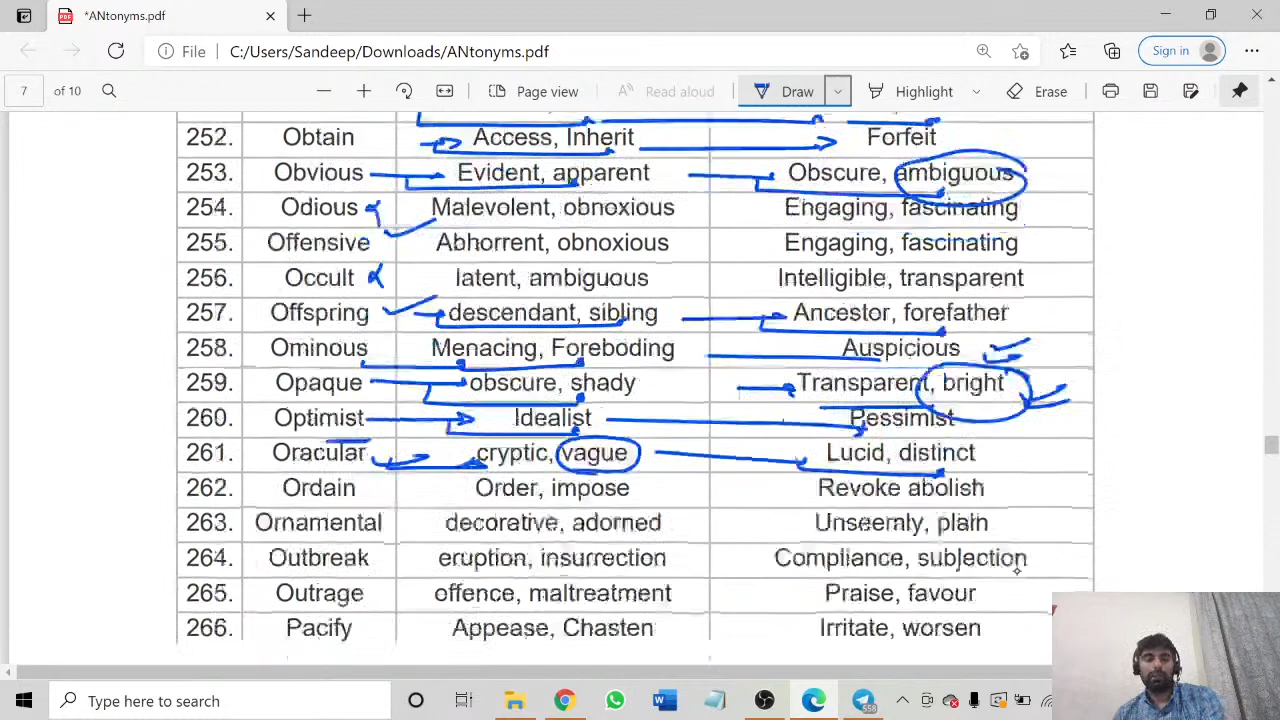 *ANtonyms.pdf
File C:/Users/Sandeep/Downloads/ANtonyms.pdf Sign in
7 of 10 Page view Read aloud Draw Highlight Erase
252. Obtain Access, Inherit Forfeit
253. Obvious Evident, apparent Obscure, ambiguous
254. Odious Malevolent, obnoxious Engaging, fascinating
255. Offensive Abhorrent, obnoxious Engaging, fascinating
256. Occult latent, ambiguous Intelligible, transparent
257. Offspring descendant, sibling Ancestor, forefather
258. Ominous Menacing, Foreboding Auspicious
259. Opaque obscure, shady Transparent, bright
260. Optimist Idealist Pessimist
261. Oracular cryptic, vague Lucid, distinct
262. Ordain Order, impose Revoke abolish
263. Ornamental decorative, adorned Unseemly, plain
264. Outbreak eruption, insurrection Compliance, subjection
265. Outrage offence, maltreatment Praise, favour
266. Pacify Appease, Chasten Irritate, worsen
Type here to search 558